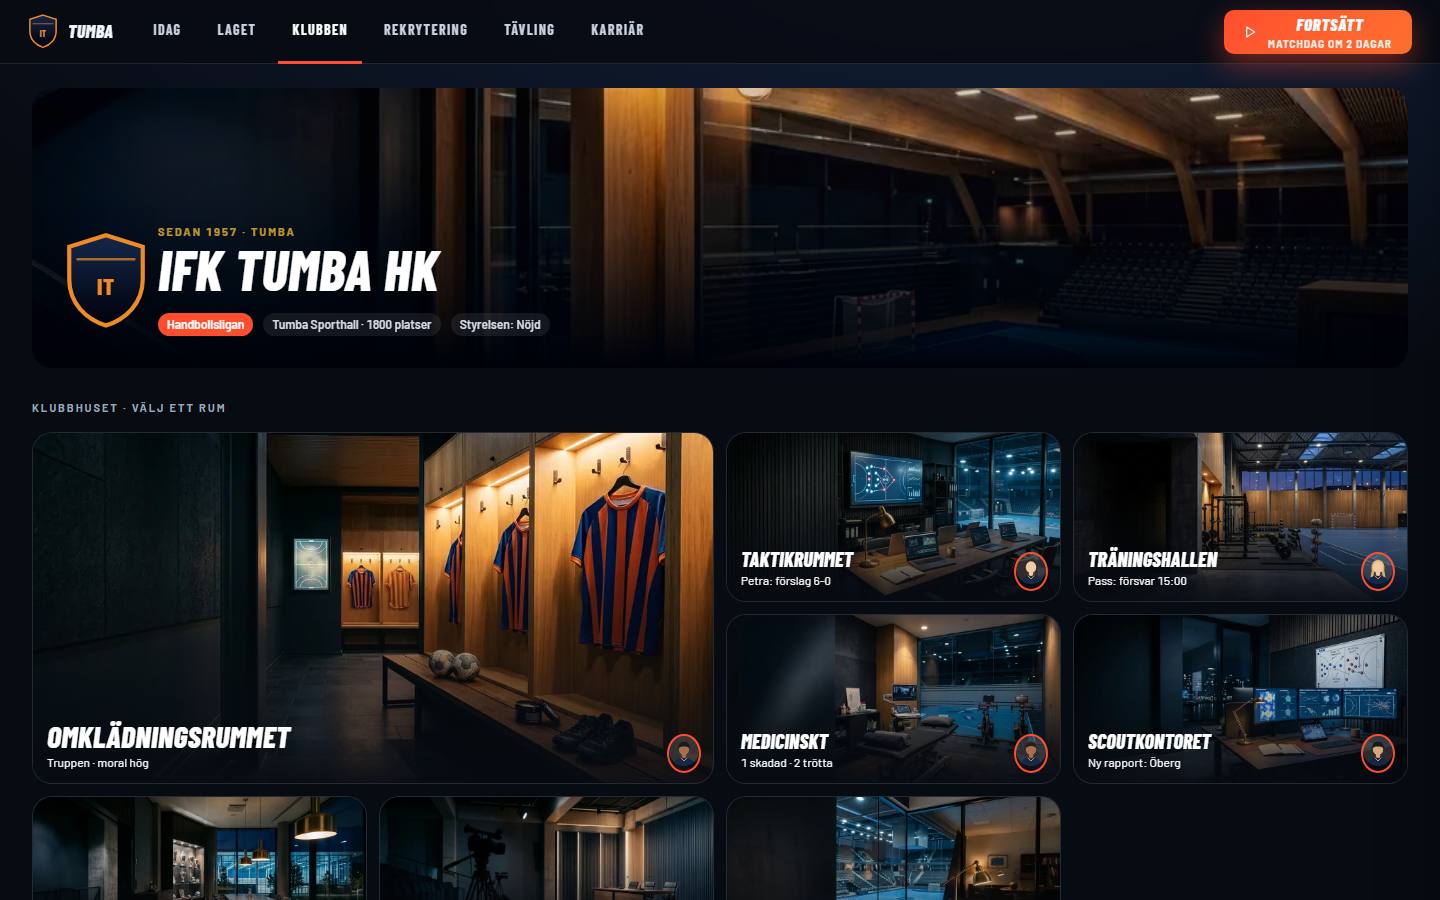 IT TUMBA IDAG LAGET KLUBBEN REKRYTERING TÄVLING KARRIÄR
FORTSÄTT
MATCHDAG OM 2 DAGAR
SEDAN 1957 · TUMBA
IT
IFK TUMBA HK
Handbollsligan
Tumba Sporthall · 1800 platser
Styrelsen: Nöjd
KLUBBHUSET · VÄLJ ETT RUM
OMKLÄDNINGSRUMMET
Truppen · moral hög
TAKTIKRUMMET
Petra: förslag 6-0
TRÄNINGSHALLEN
Pass: försvar 15:00
MEDICINSKT
1 skadad · 2 trötta
SCOUTKONTORET
Ny rapport: Öberg